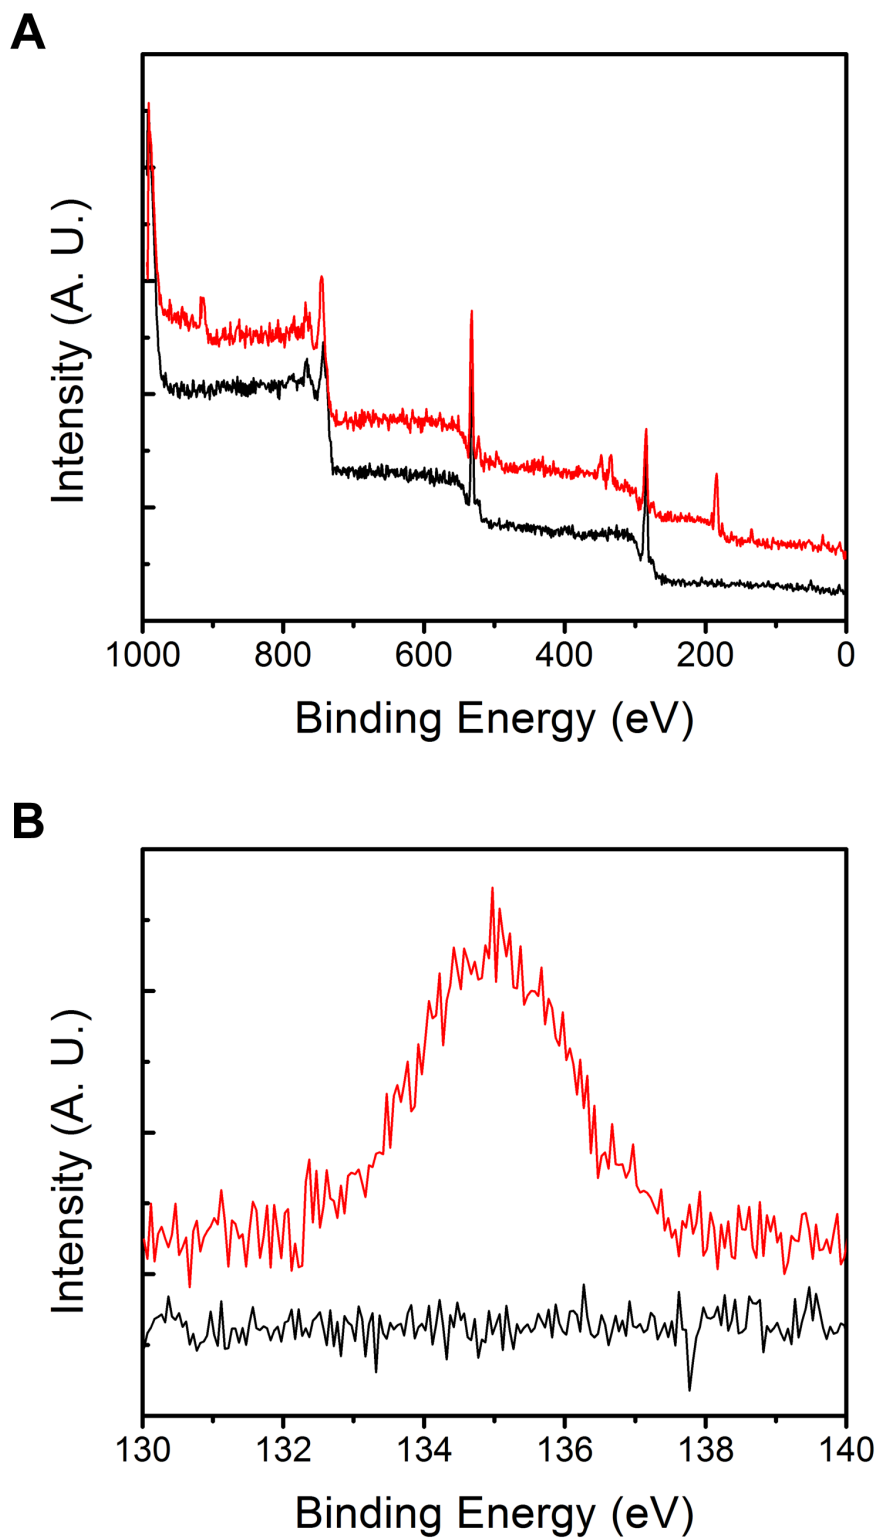 A
Intensity (A. U.)
1000 800 600 400 200 0
Binding Energy (eV)
B
Intensity (A. U.)
130 132 134 136 138 140
Binding Energy (eV)